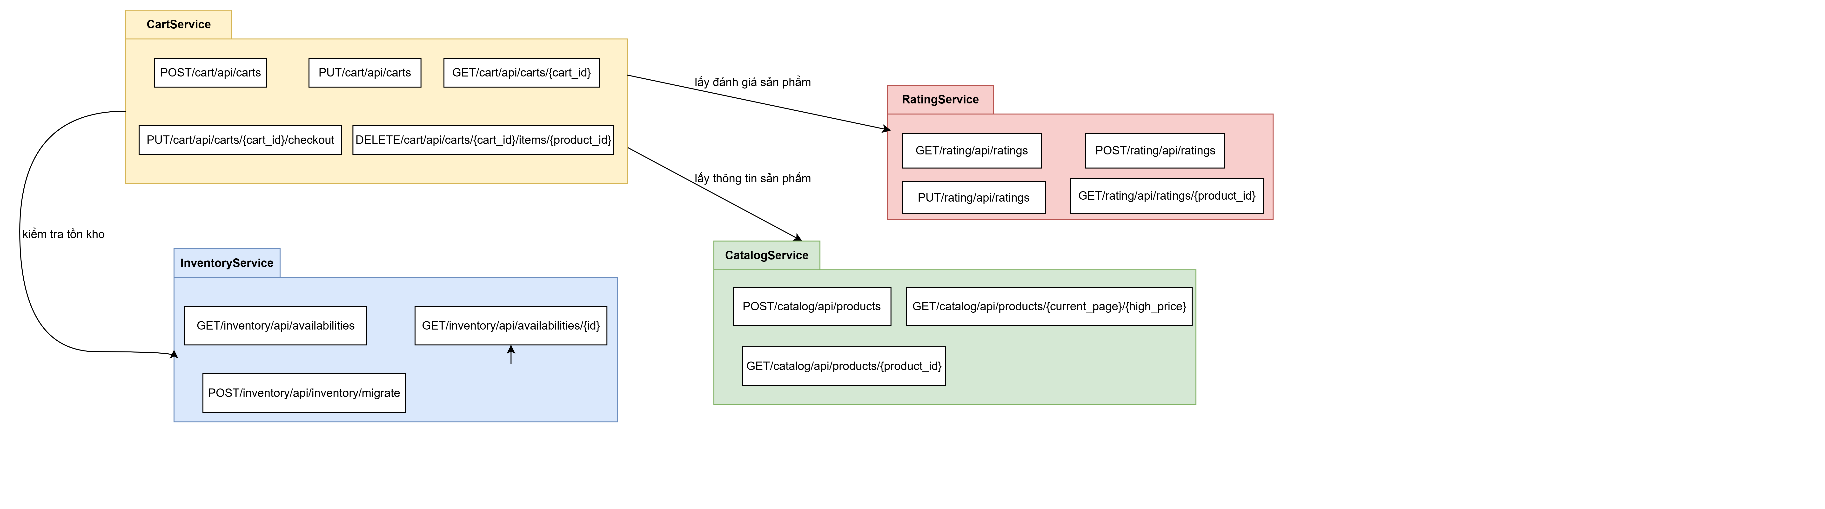 CartService
POST/cart/api/carts
PUT/cart/api/carts
GET/cart/api/carts/{cart_id}
PUT/cart/api/carts/{cart_id}/checkout
DELETE/cart/api/carts/{cart_id}/items/{product_id}
lấy đánh giá sản phẩm
RatingService
GET/rating/api/ratings
POST/rating/api/ratings
PUT/rating/api/ratings
GET/rating/api/ratings/{product_id}
lấy thông tin sản phẩm
kiểm tra tồn kho
InventoryService
GET/inventory/api/availabilities
GET/inventory/api/availabilities/{id}
POST/inventory/api/inventory/migrate
CatalogService
POST/catalog/api/products
GET/catalog/api/products/{current_page}/{high_price}
GET/catalog/api/products/{product_id}